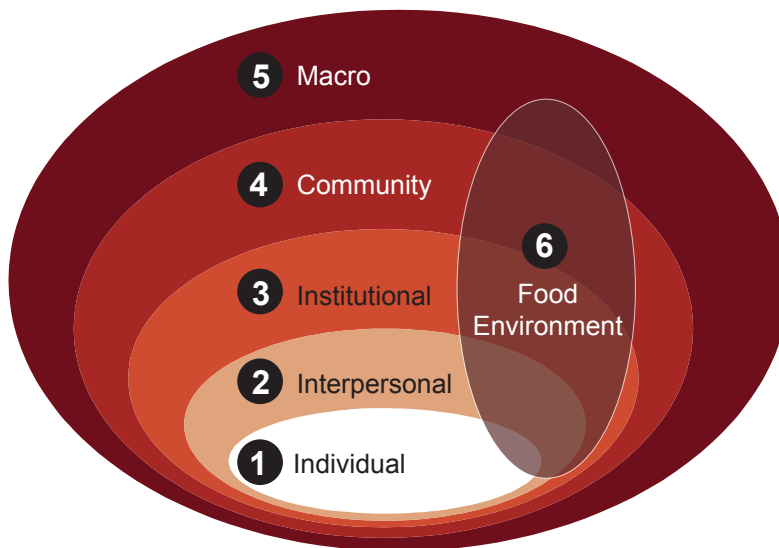 5 Macro
4 Community
6
3 Institutional
Food
Environment
2 Interpersonal
1 Individual